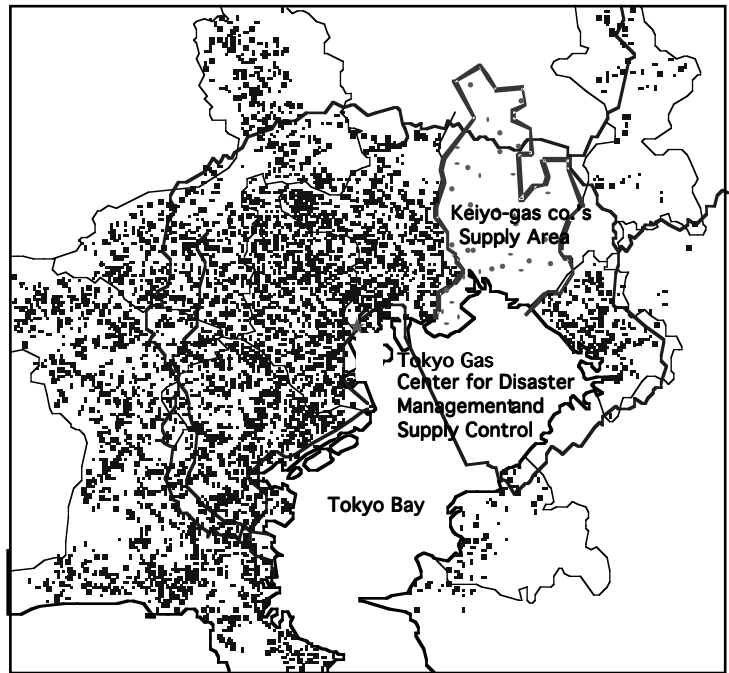 Keiyo-gas co.'s
Supply Area
Tokyo Gas
Center for Disaster
Managementand
Supply Control
Tokyo Bay